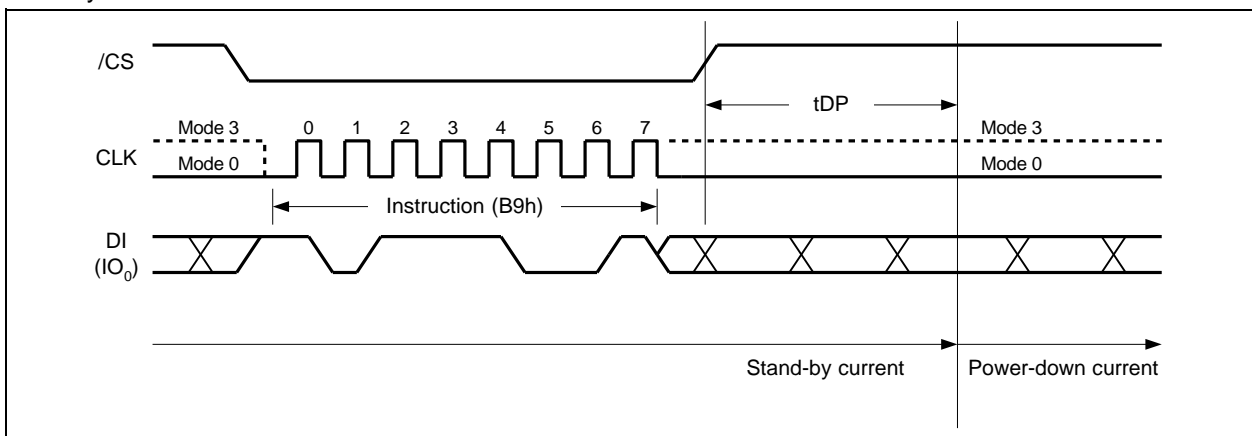 /CS
tDP
Mode 3 0 1 2 3 4 5 6 7 Mode 3
CLK
Mode 0 Mode 0
Instruction (B9h)
DI
(IO₀)
Stand-by current Power-down current